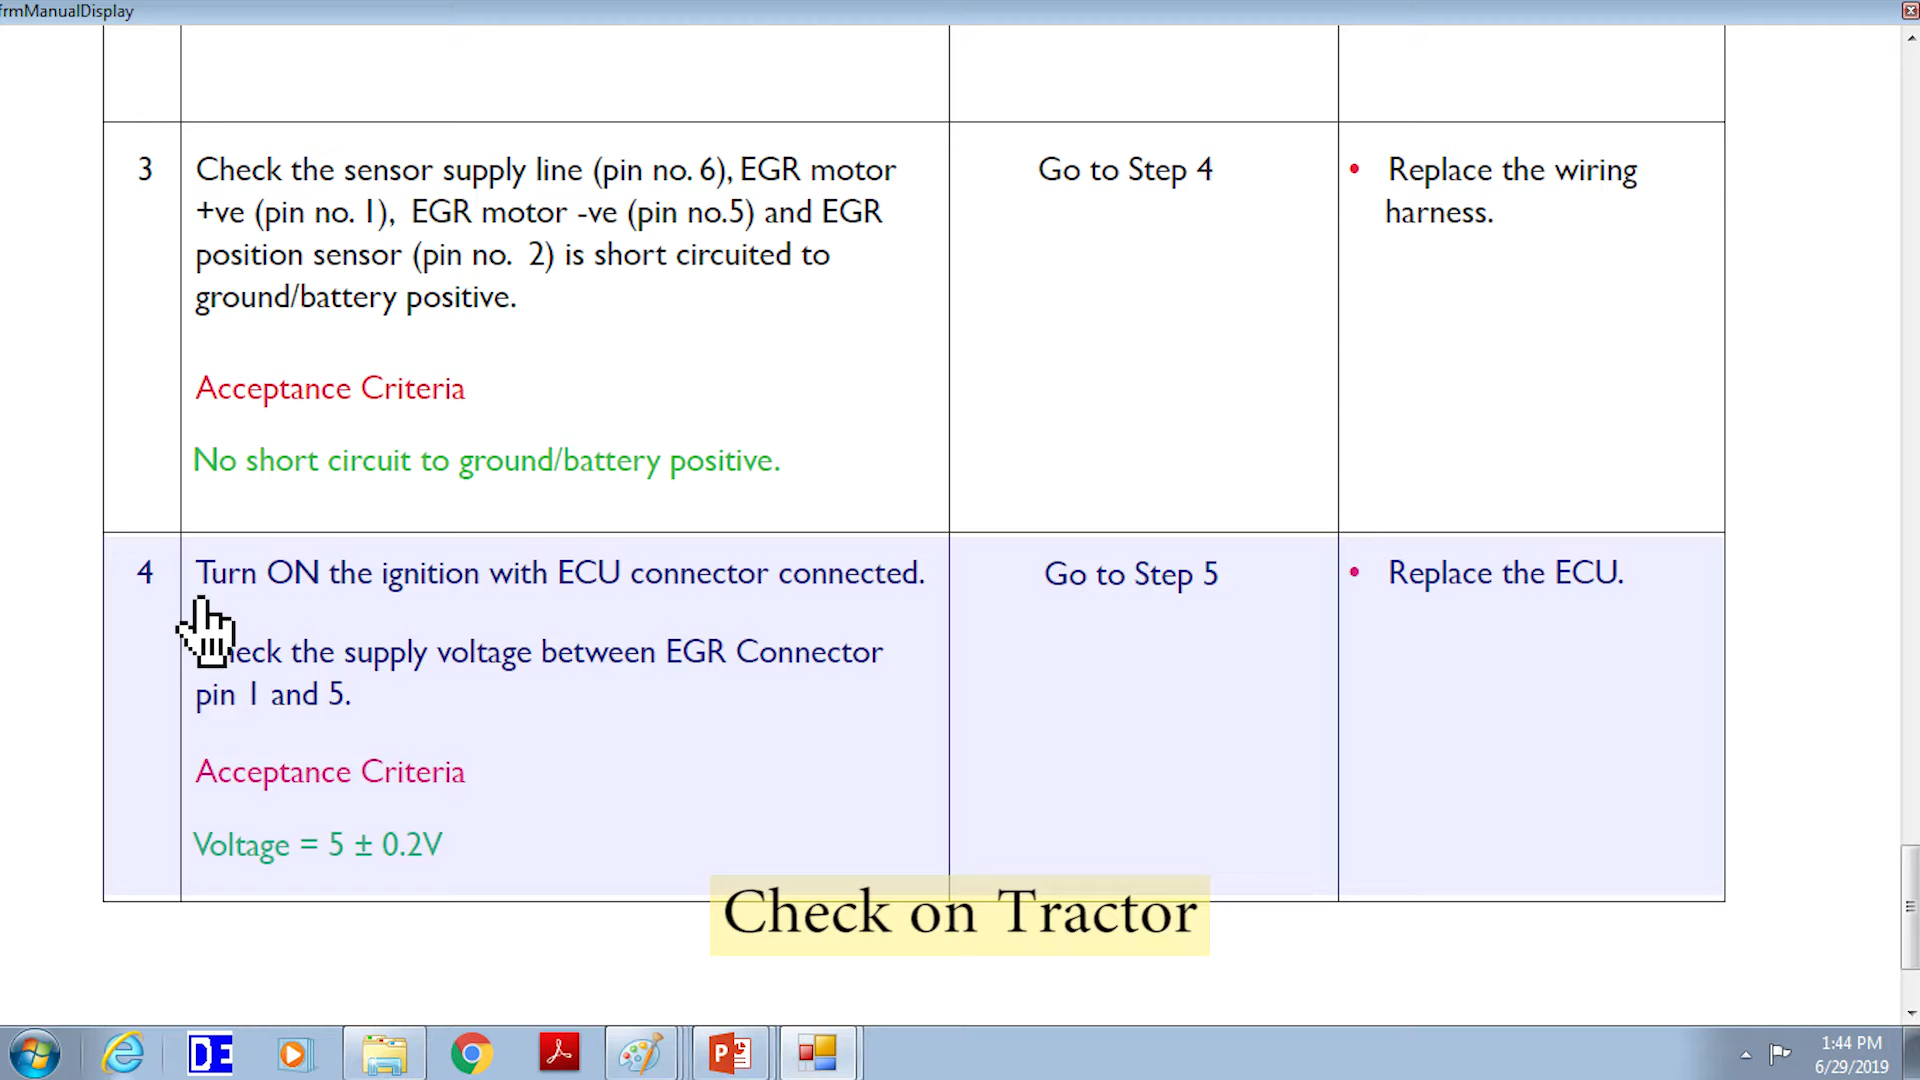 frmManualDisplay
3
Check the sensor supply line (pin no. 6), EGR motor
+ve (pin no. 1), EGR motor -ve (pin no.5) and EGR
position sensor (pin no. 2) is short circuited to
ground/battery positive.
Acceptance Criteria
No short circuit to ground/battery positive.
Go to Step 4
• Replace the wiring
harness.
4
Turn ON the ignition with ECU connector connected.
heck the supply voltage between EGR Connector
pin 1 and 5.
Acceptance Criteria
Voltage = 5 ± 0.2V
Go to Step 5
• Replace the ECU.
Check on Tractor
DE
1:44 PM
6/29/2019